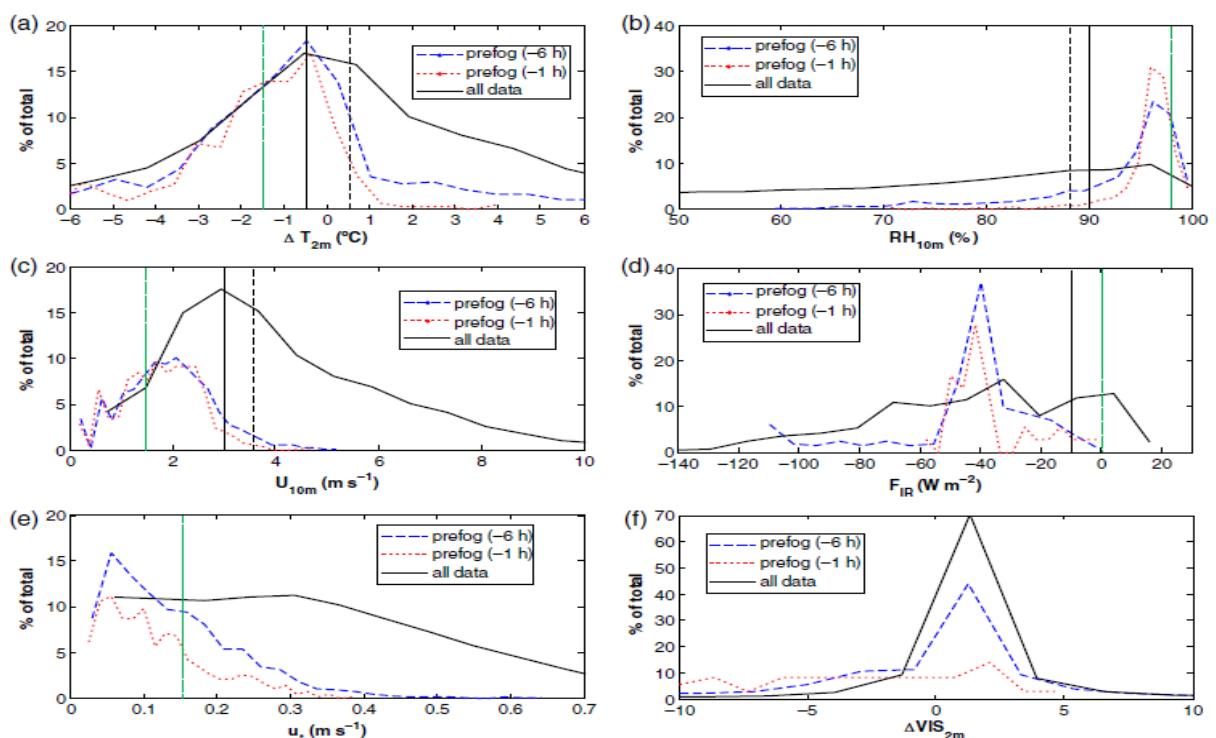 (a)
20
15
10
5
0
% of total
prefog (−6 h)
prefog (−1 h)
all data
−6 −5 −4 −3 −2 −1 0 1 2 3 4 5 6
Δ T2m (°C)
(b)
40
30
20
10
0
% of total
prefog (−6 h)
prefog (−1 h)
all data
50 60 70 80 90 100
RH10m (%)
(c)
20
15
10
5
0
% of total
prefog (−6 h)
prefog (−1 h)
all data
0 2 4 6 8 10
U10m (m s−1)
(d)
40
30
20
10
0
% of total
prefog (−6 h)
prefog (−1 h)
all data
−140 −120 −100 −80 −60 −40 −20 0 20
FIR (W m−2)
(e)
20
15
10
5
0
% of total
prefog (−6 h)
prefog (−1 h)
all data
0 0.1 0.2 0.3 0.4 0.5 0.6 0.7
u* (m s−1)
(f)
70
60
50
40
30
20
10
0
% of total
prefog (−6 h)
prefog (−1 h)
all data
−10 −5 0 5 10
ΔVIS2m